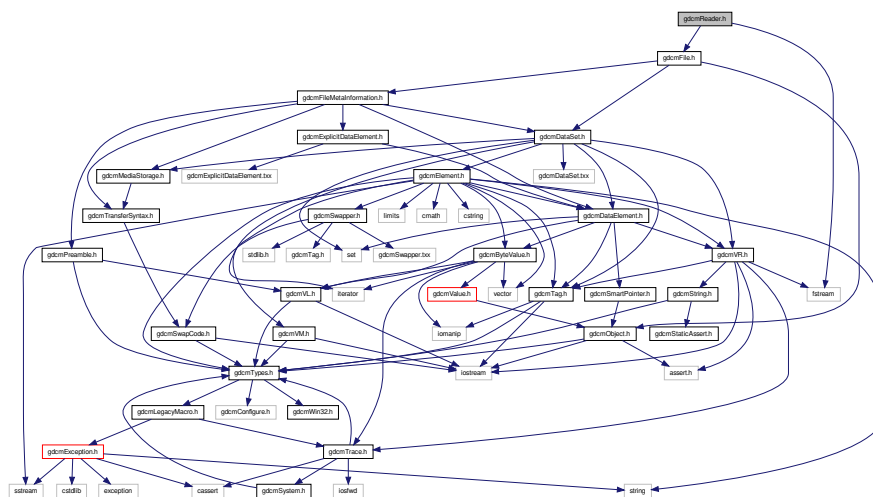 gdcmReader.h
gdcmFile.h
gdcmFileMetaInformation.h
gdcmExplicitDataElement.h
gdcmDataSet.h
gdcmMediaStorage.h
gdcmExplicitDataElement.txx
gdcmElement.h
gdcmDataSet.txx
gdcmTransferSyntax.h
gdcmSwapper.h
limits
cmath
cstring
gdcmDataElement.h
gdcmPreamble.h
stdlib.h
gdcmTag.h
set
gdcmSwapper.txx
gdcmByteValue.h
gdcmVR.h
gdcmVL.h
iterator
gdcmValue.h
vector
gdcmTag.h
gdcmSmartPointer.h
gdcmString.h
fstream
gdcmSwapCode.h
gdcmVM.h
iomanip
gdcmObject.h
gdcmStaticAssert.h
gdcmTypes.h
iostream
assert.h
gdcmLegacyMacro.h
gdcmConfigure.h
gdcmWin32.h
gdcmException.h
gdcmTrace.h
sstream
cstdlib
exception
cassert
gdcmSystem.h
iosfwd
string